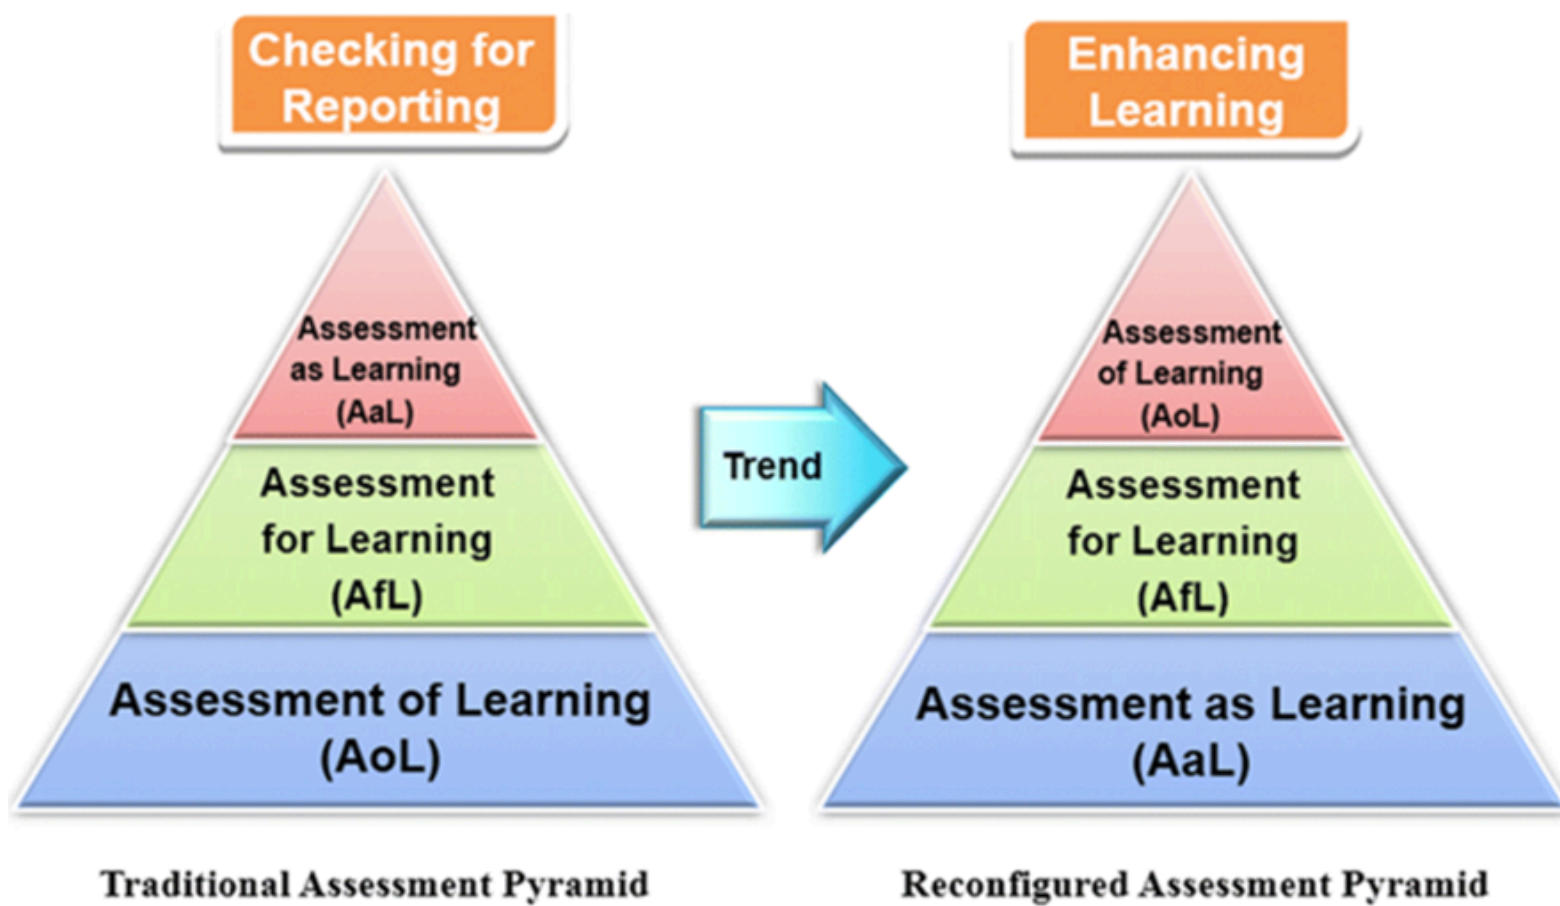 Checking for
Reporting
Assessment
as Learning
(AaL)
Assessment
for Learning
(AfL)
Assessment of Learning
(AoL)
Traditional Assessment Pyramid
Trend
Enhancing
Learning
Assessment
of Learning
(AoL)
Assessment
for Learning
(AfL)
Assessment as Learning
(AaL)
Reconfigured Assessment Pyramid